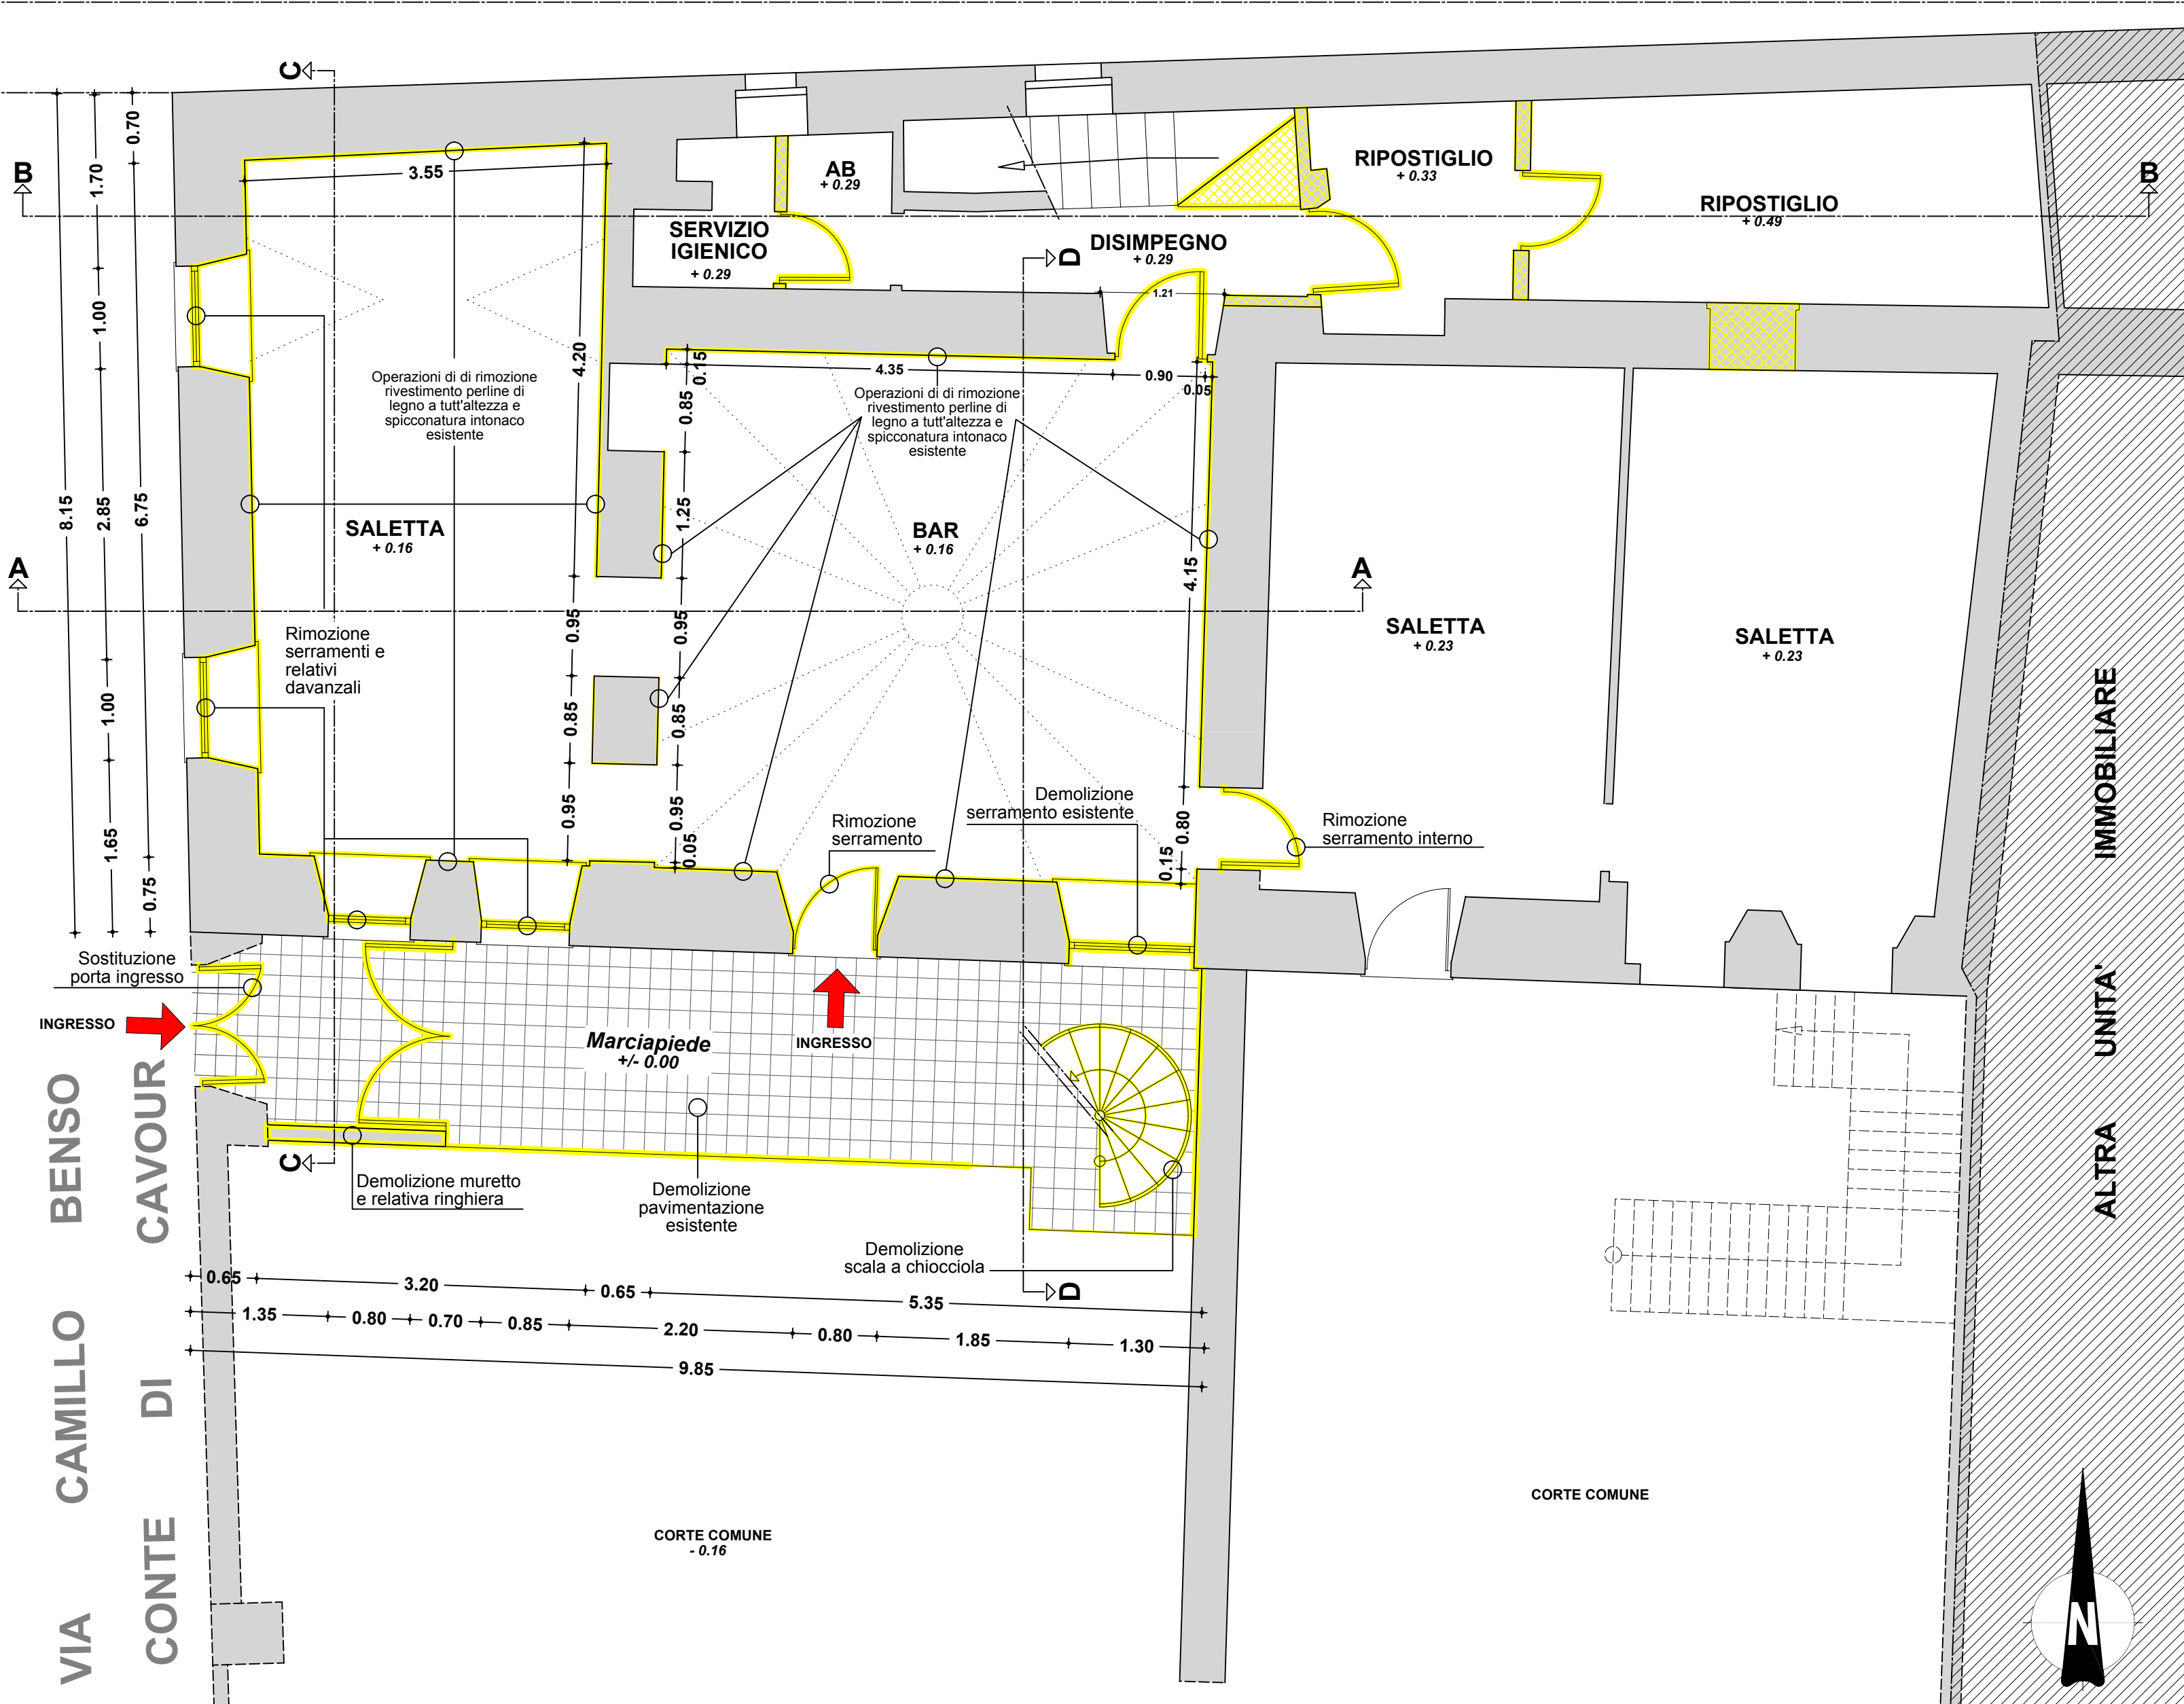 C
B
B
0.70
1.70
3.55
AB
+ 0.29
RIPOSTIGLIO
+ 0.33
RIPOSTIGLIO
+ 0.49
SERVIZIO
IGIENICO
+ 0.29
D
DISIMPEGNO
+ 0.29
1.21
1.00
4.20
0.15
4.35
0.90
0.05
0.85
Operazioni di di rimozione
rivestimento perline di
legno a tutt'altezza e
spicconatura intonaco
esistente
Operazioni di di rimozione
rivestimento perline di
legno a tutt'altezza e
spicconatura intonaco
esistente
8.15
2.85
6.75
1.25
SALETTA
+ 0.16
BAR
+ 0.16
4.15
A
A
0.95
0.95
SALETTA
+ 0.23
SALETTA
+ 0.23
Rimozione
serramenti e
relativi
davanzali
1.00
0.85
0.85
1.65
0.75
0.95
0.95
0.05
Rimozione
serramento
Demolizione
serramento esistente
0.80
0.15
Rimozione
serramento interno
ALTRA UNITA' IMMOBILIARE
Sostituzione
porta ingresso
INGRESSO
Marciapiede
+/- 0.00
INGRESSO
C
Demolizione muretto
e relativa ringhiera
Demolizione
pavimentazione
esistente
Demolizione
scala a chiocciola
D
0.65
3.20
0.65
5.35
1.35
0.80
0.70
0.85
2.20
0.80
1.85
1.30
9.85
VIA CAMILLO BENSO
CONTE DI CAVOUR
CORTE COMUNE
- 0.16
CORTE COMUNE
N